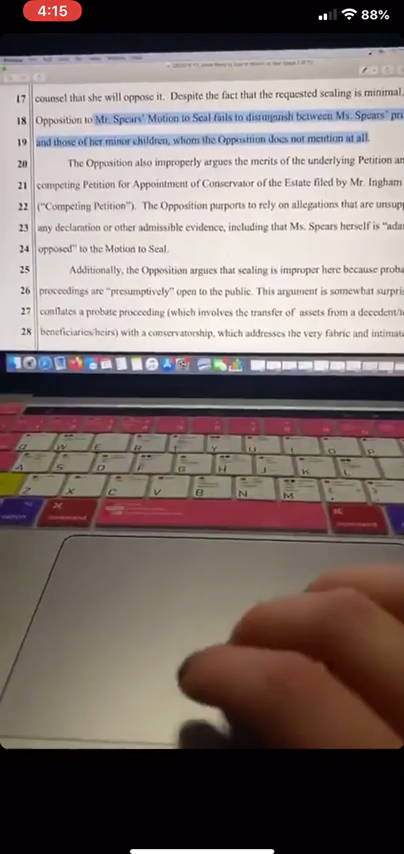 4:15
88%
17 counsel that she will oppose it. Despite the fact that the requested sealing is minimal,
18 Opposition to Mr. Spears' Motion to Seal fails to distinguish between Ms. Spears' pri
19 and those of her minor children, whom the Opposition does not mention at all.
20 The Opposition also improperly argues the merits of the underlying Petition an
21 competing Petition for Appointment of Conservator of the Estate filed by Mr. Ingham
22 ("Competing Petition"). The Opposition purports to rely on allegations that are unsupp
23 any declaration or other admissible evidence, including that Ms. Spears herself is "ada
24 opposed" to the Motion to Seal.
25 Additionally, the Opposition argues that sealing is improper here because proba
26 proceedings are "presumptively" open to the public. This argument is somewhat surpris
27 conflates a probate proceeding (which involves the transfer of assets from a decedent/
28 beneficiaries/heirs) with a conservatorship, which addresses the very fabric and intimat
Q W E R T Y U I O P
A S D F G H J K L
Z X C V B N M
option command command